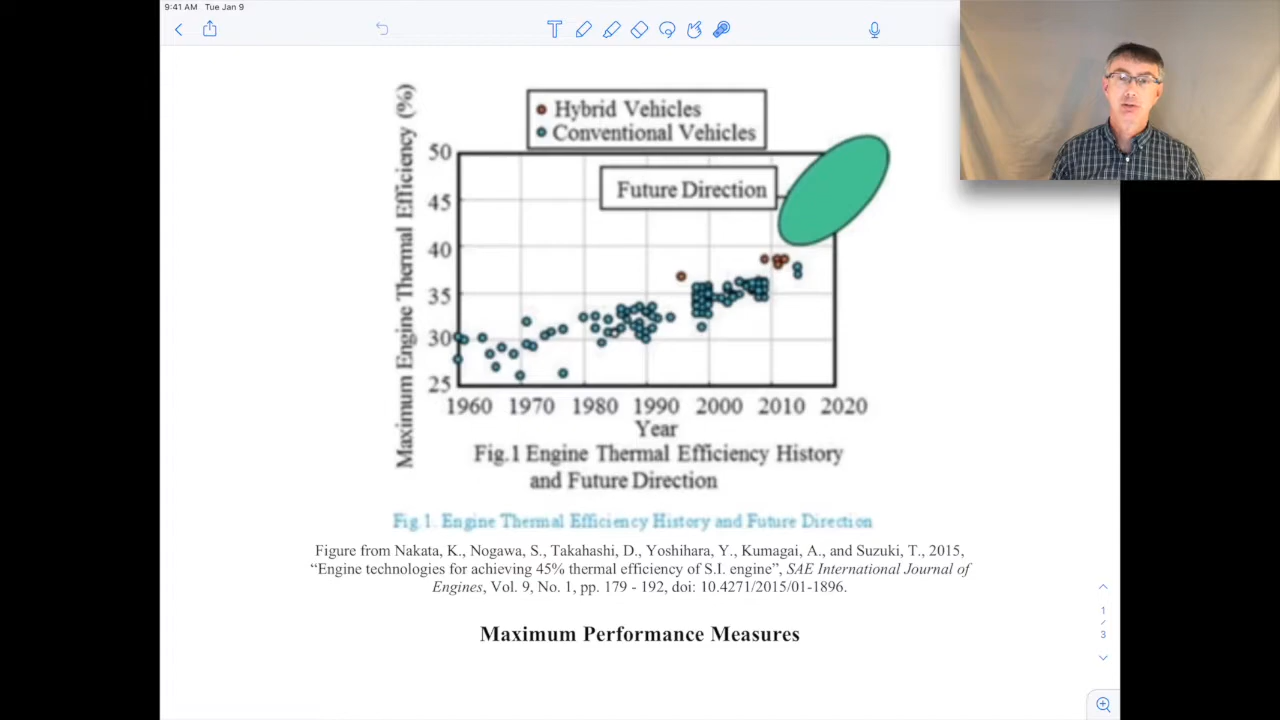 9:41 AM Tue Jan 9
Hybrid Vehicles
Conventional Vehicles
Maximum Engine Thermal Efficiency (%)
50
45
40
35
30
25
Future Direction
1960 1970 1980 1990 2000 2010 2020
Year
Fig.1 Engine Thermal Efficiency History
and Future Direction
Fig.1. Engine Thermal Efficiency History and Future Direction
Figure from Nakata, K., Nogawa, S., Takahashi, D., Yoshihara, Y., Kumagai, A., and Suzuki, T., 2015,
“Engine technologies for achieving 45% thermal efficiency of S.I. engine”, SAE International Journal of
Engines, Vol. 9, No. 1, pp. 179 - 192, doi: 10.4271/2015/01-1896.
Maximum Performance Measures
1
/
3